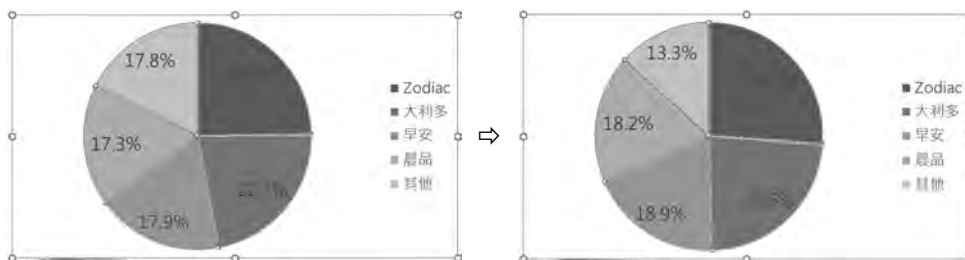 17.8%
17.3%
17.9%
Zodiac
大利多
早安
晨品
其他
⇨
13.3%
18.2%
18.9%
Zodiac
大利多
早安
晨品
其他